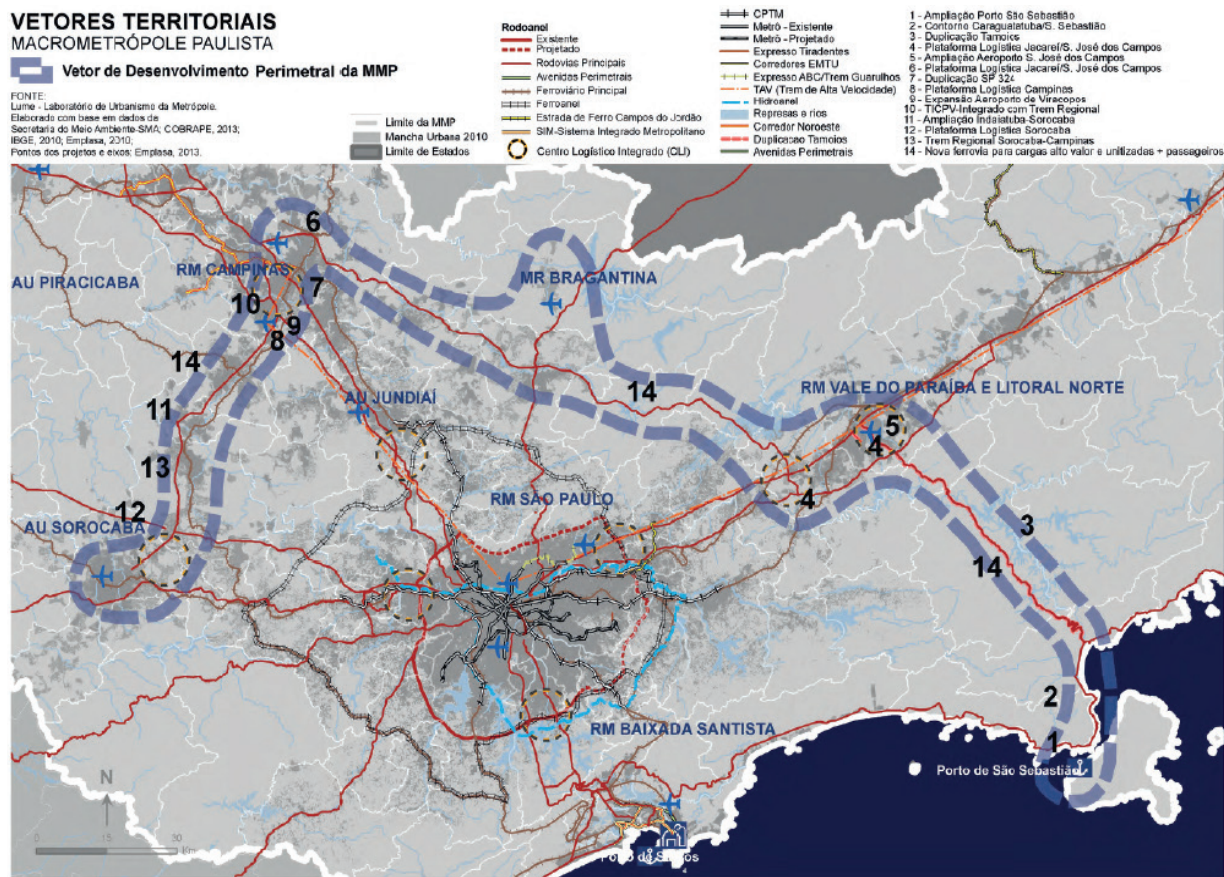 VETORES TERRITORIAIS
MACROMETRÓPOLE PAULISTA
Vetor de Desenvolvimento Perimetral da MMP
FONTE:
Lume - Laboratório de Urbanismo da Metrópole.
Elaborado com base em dados da
Secretaria do Meio Ambiente-SMA; COBRAPE, 2013;
IBGE, 2010; Emplasa, 2010;
Pontos dos projetos e eixos: Emplasa, 2013.
Limite da MMP
Mancha Urbana 2010
Limite de Estados
Rodoanel
Existente
Projetado
Rodovias Principais
Avenidas Perimetrais
Ferroviário Principal
Ferroanel
Estrada de Ferro Campos do Jordão
SIM-Sistema Integrado Metropolitano
Centro Logístico Integrado (CLI)
CPTM
Metrô - Existente
Metrô - Projetado
Expresso Tiradentes
Corredores EMTU
Expresso ABC/Trem Guarulhos
TAV (Trem de Alta Velocidade)
Hidroanel
Represas e rios
Corredor Noroeste
Duplicacao Tamoios
Avenidas Perimetrais
1 - Ampliação Porto São Sebastião
2 - Contorno Caraguatatuba/S. Sebastião
3 - Duplicação Tamoios
4 - Plataforma Logística Jacareí/S. José dos Campos
5 - Ampliação Aeroporto S. José dos Campos
6 - Plataforma Logística Jacareí/S. José dos Campos
7 - Duplicação SP 324
8 - Plataforma Logística Campinas
9 - Expansão Aeroporto de Viracopos
10 - TICPV-Integrado com Trem Regional
11 - Ampliação Indaiatuba-Sorocaba
12 - Plataforma Logística Sorocaba
13 - Trem Regional Sorocaba-Campinas
14 - Nova ferrovia para cargas alto valor e unitizadas + passageiros
6
RM CAMPINAS
AU PIRACICABA
MR BRAGANTINA
7
10
9
8
14
14
RM VALE DO PARAÍBA E LITORAL NORTE
AU JUNDIAÍ
11
5
4
13
4
RM SÃO PAULO
12
AU SOROCABA
3
14
2
RM BAIXADA SANTISTA
1
Porto de São Sebastião
N
0
30
Km
Porto de Santos